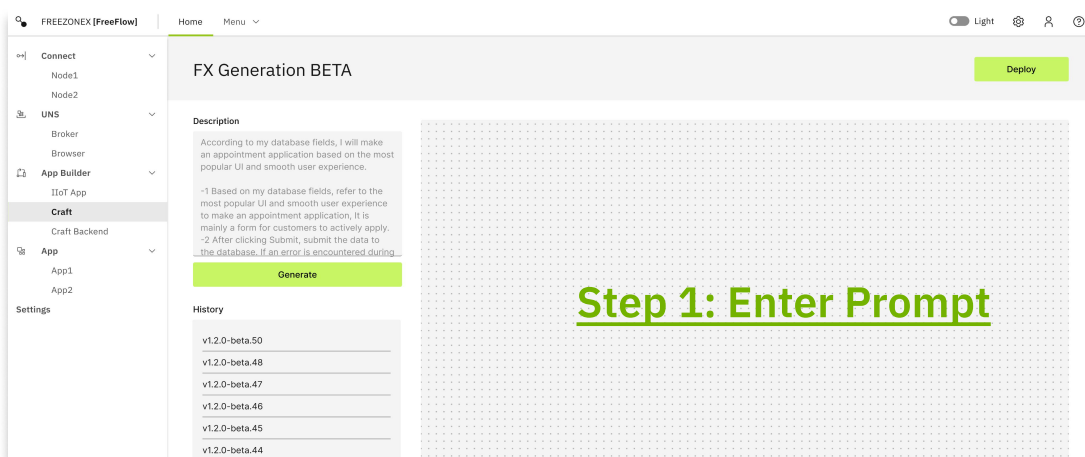 FREEZONEX [FreeFlow]
Home
Menu
Light
Connect
Node1
Node2
UNS
Broker
Browser
App Builder
IIoT App
Craft
Craft Backend
App
App1
App2
Settings
FX Generation BETA
Deploy
Description
According to my database fields, I will make
an appointment application based on the most
popular UI and smooth user experience.
-1 Based on my database fields, refer to the
most popular UI and smooth user experience
to make an appointment application, It is
mainly a form for customers to actively apply.
-2 After clicking Submit, submit the data to
the database. If an error is encountered during
Generate
History
v1.2.0-beta.50
v1.2.0-beta.48
v1.2.0-beta.47
v1.2.0-beta.46
v1.2.0-beta.45
v1.2.0-beta.44
Step 1: Enter Prompt